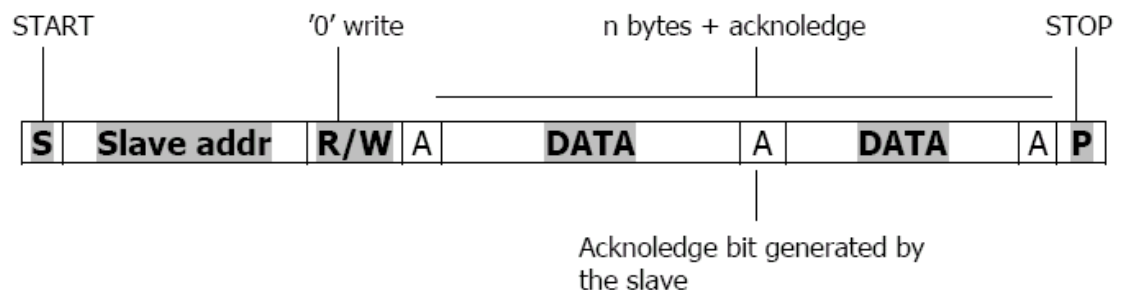 START '0' write n bytes + acknoledge STOP
S Slave addr R/W A DATA A DATA A P
Acknoledge bit generated by
the slave